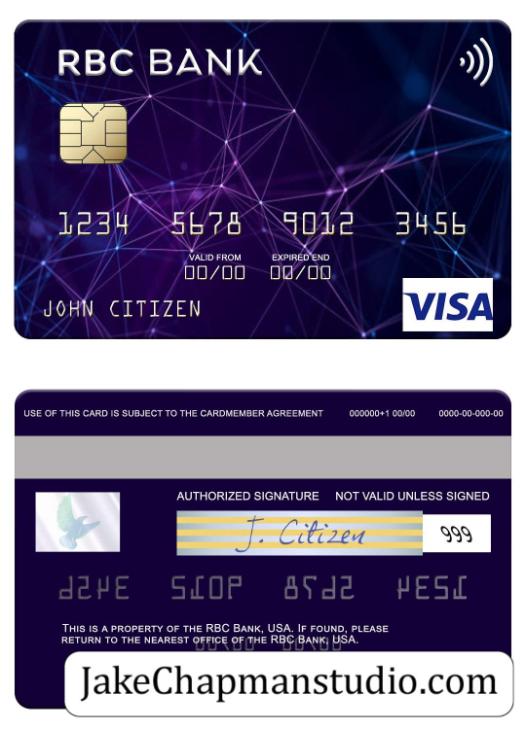 RBC BANK
1234 5678 9012 3456
VALID FROM EXPIRED END
00/00 00/00
JOHN CITIZEN
VISA
USE OF THIS CARD IS SUBJECT TO THE CARDMEMBER AGREEMENT 000000+1 00/00 0000-00-000-00
AUTHORIZED SIGNATURE NOT VALID UNLESS SIGNED
J. Citizen 999
THIS IS A PROPERTY OF THE RBC BANK, USA. IF FOUND, PLEASE
RETURN TO THE NEAREST OFFICE OF THE RBC BANK, USA.
JakeChapmanstudio.com